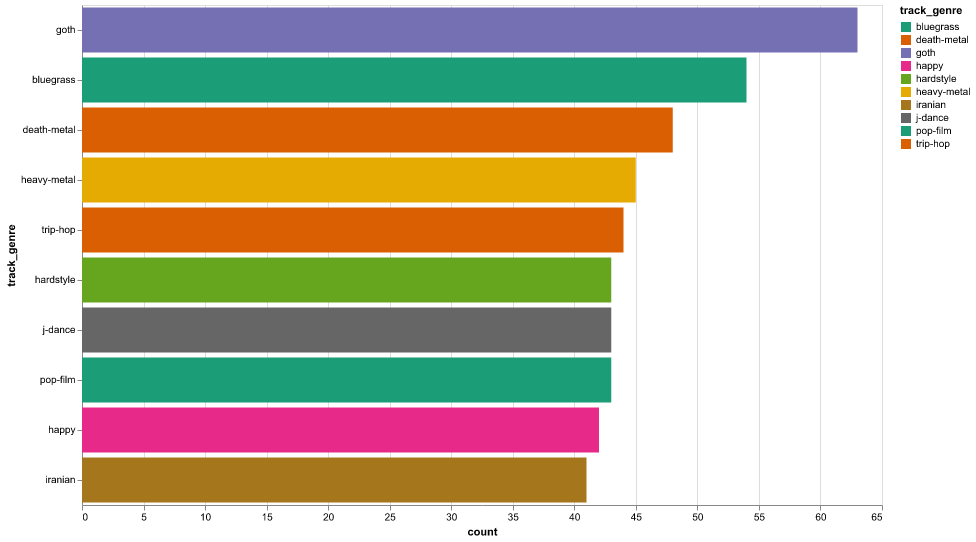 goth
bluegrass
death-metal
heavy-metal
trip-hop
hardstyle
j-dance
pop-film
happy
iranian
track_genre
0 5 10 15 20 25 30 35 40 45 50 55 60 65
count
track_genre
bluegrass
death-metal
goth
happy
hardstyle
heavy-metal
iranian
j-dance
pop-film
trip-hop